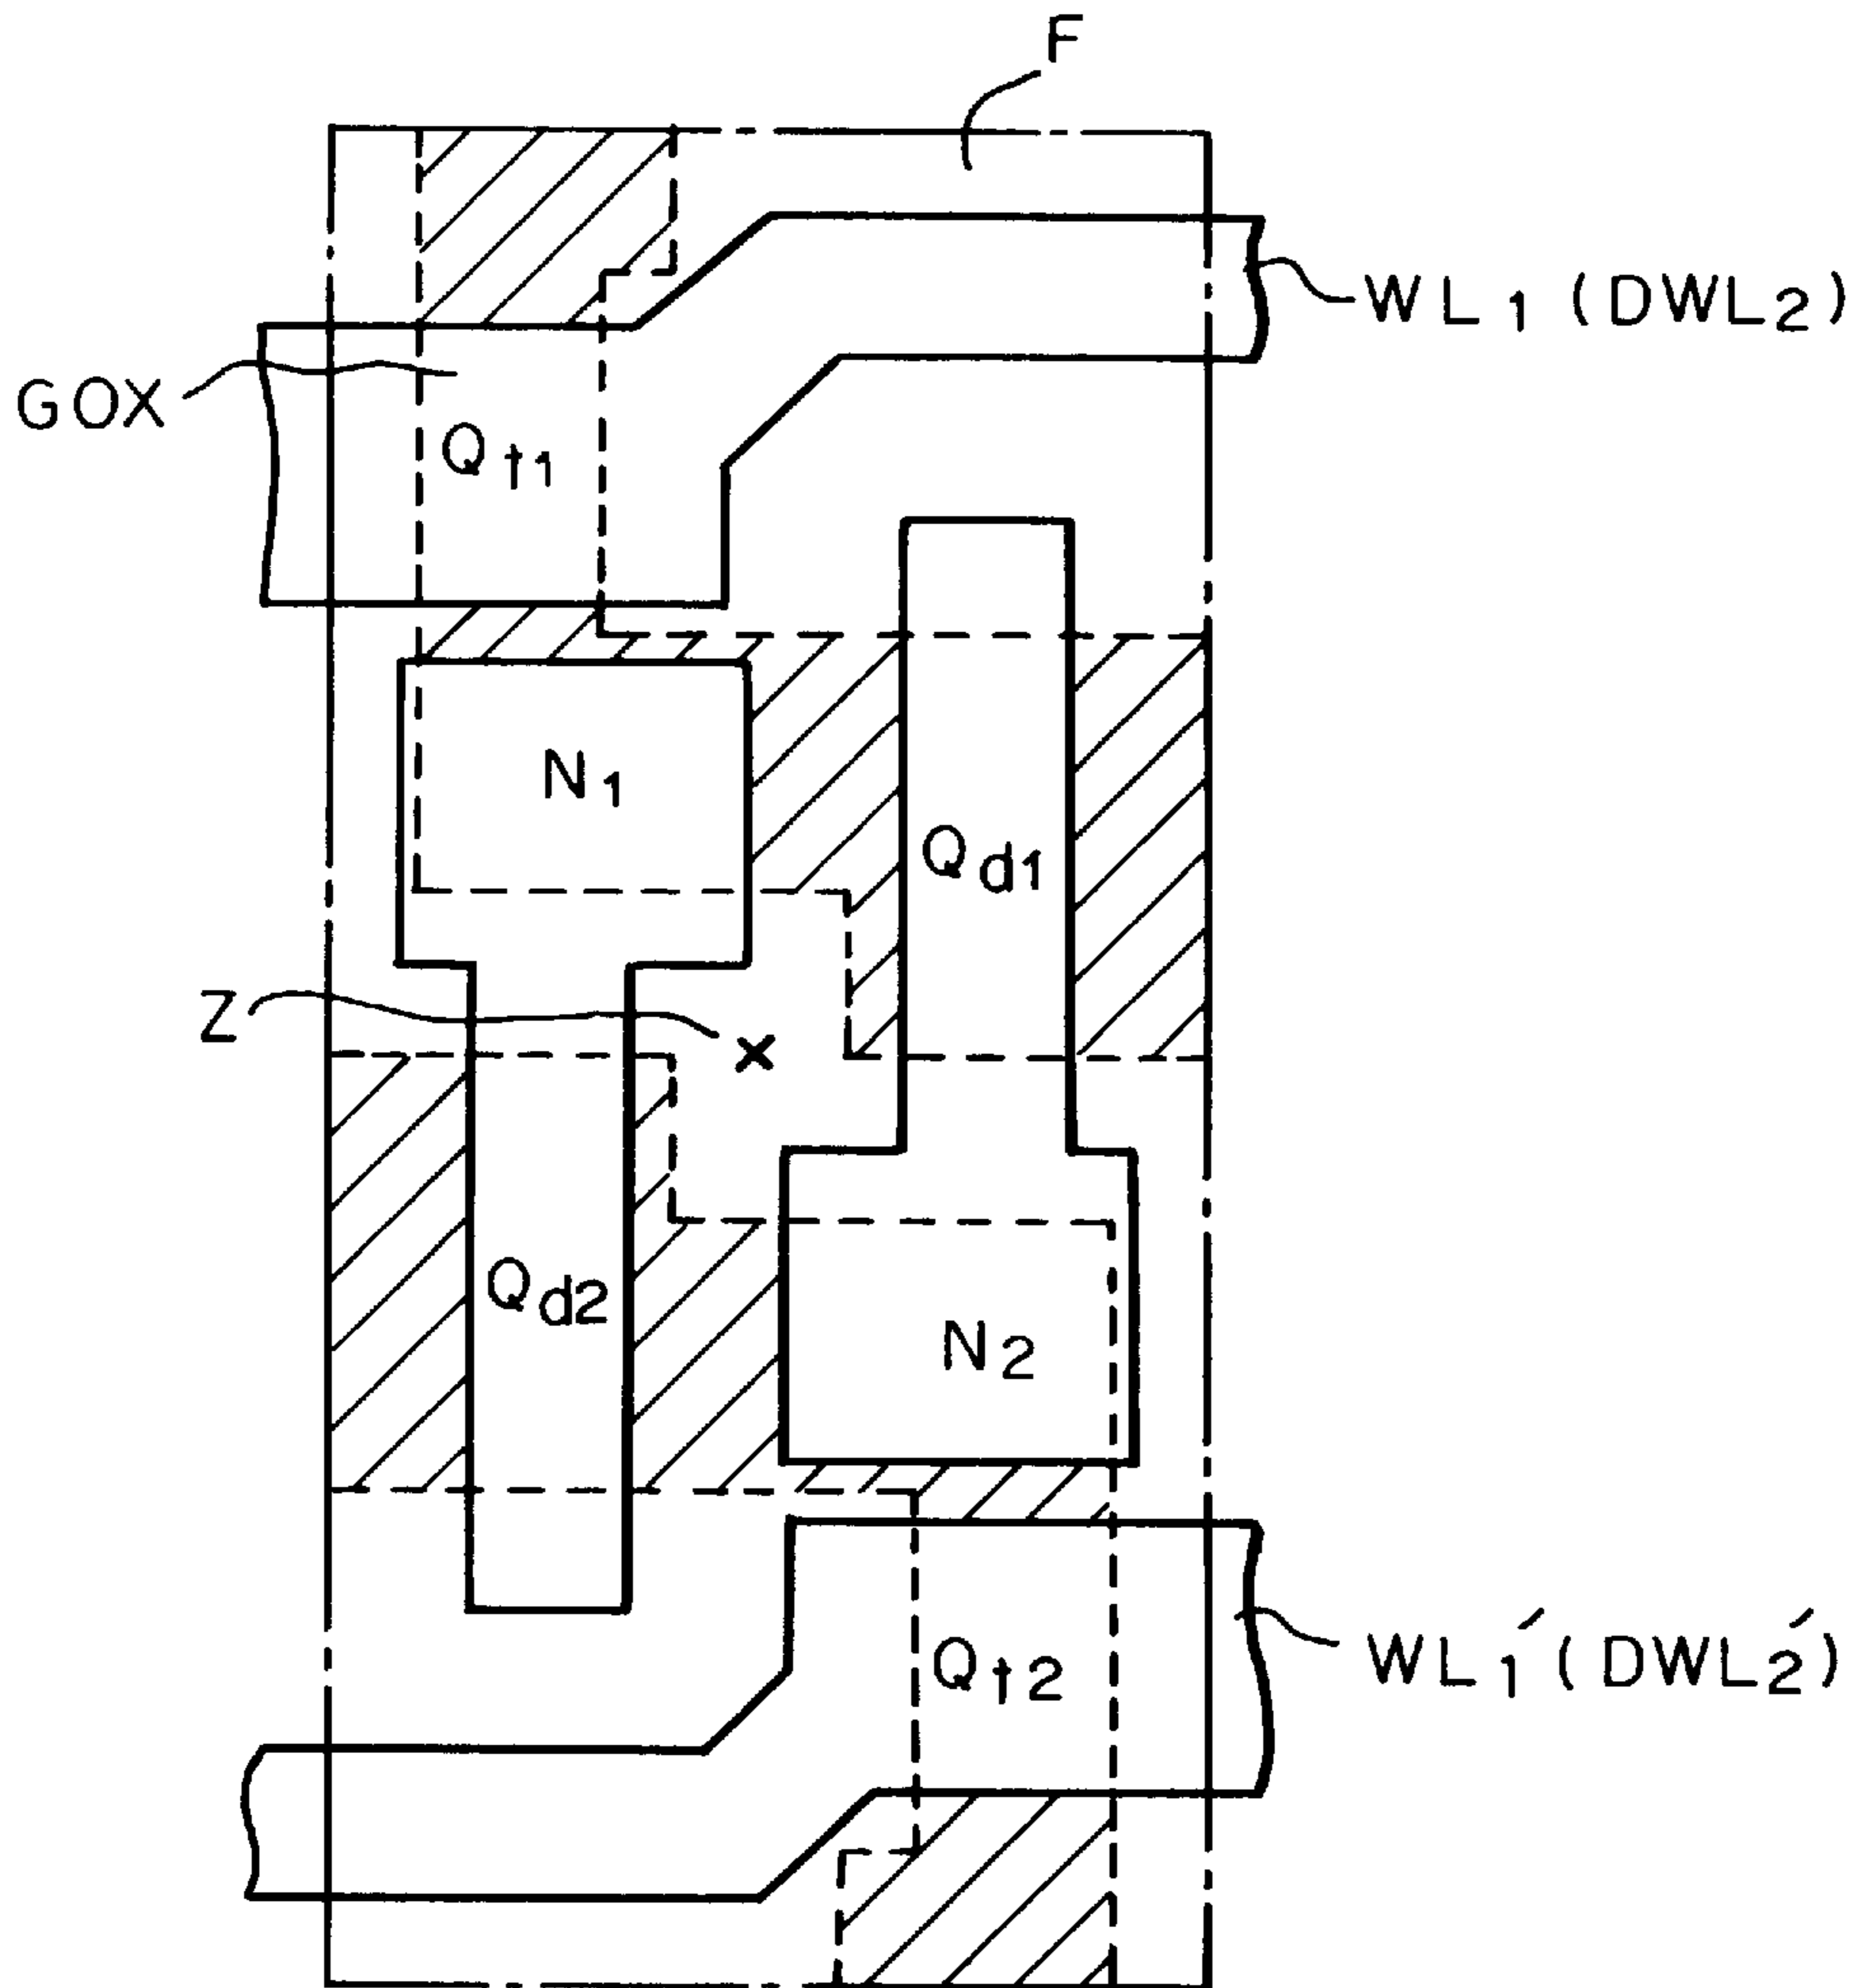 F
WL1 (DWL2)
GOX
Qt1
N1
Qd1
Z
Qd2
N2
Qt2
WL1′(DWL2′)